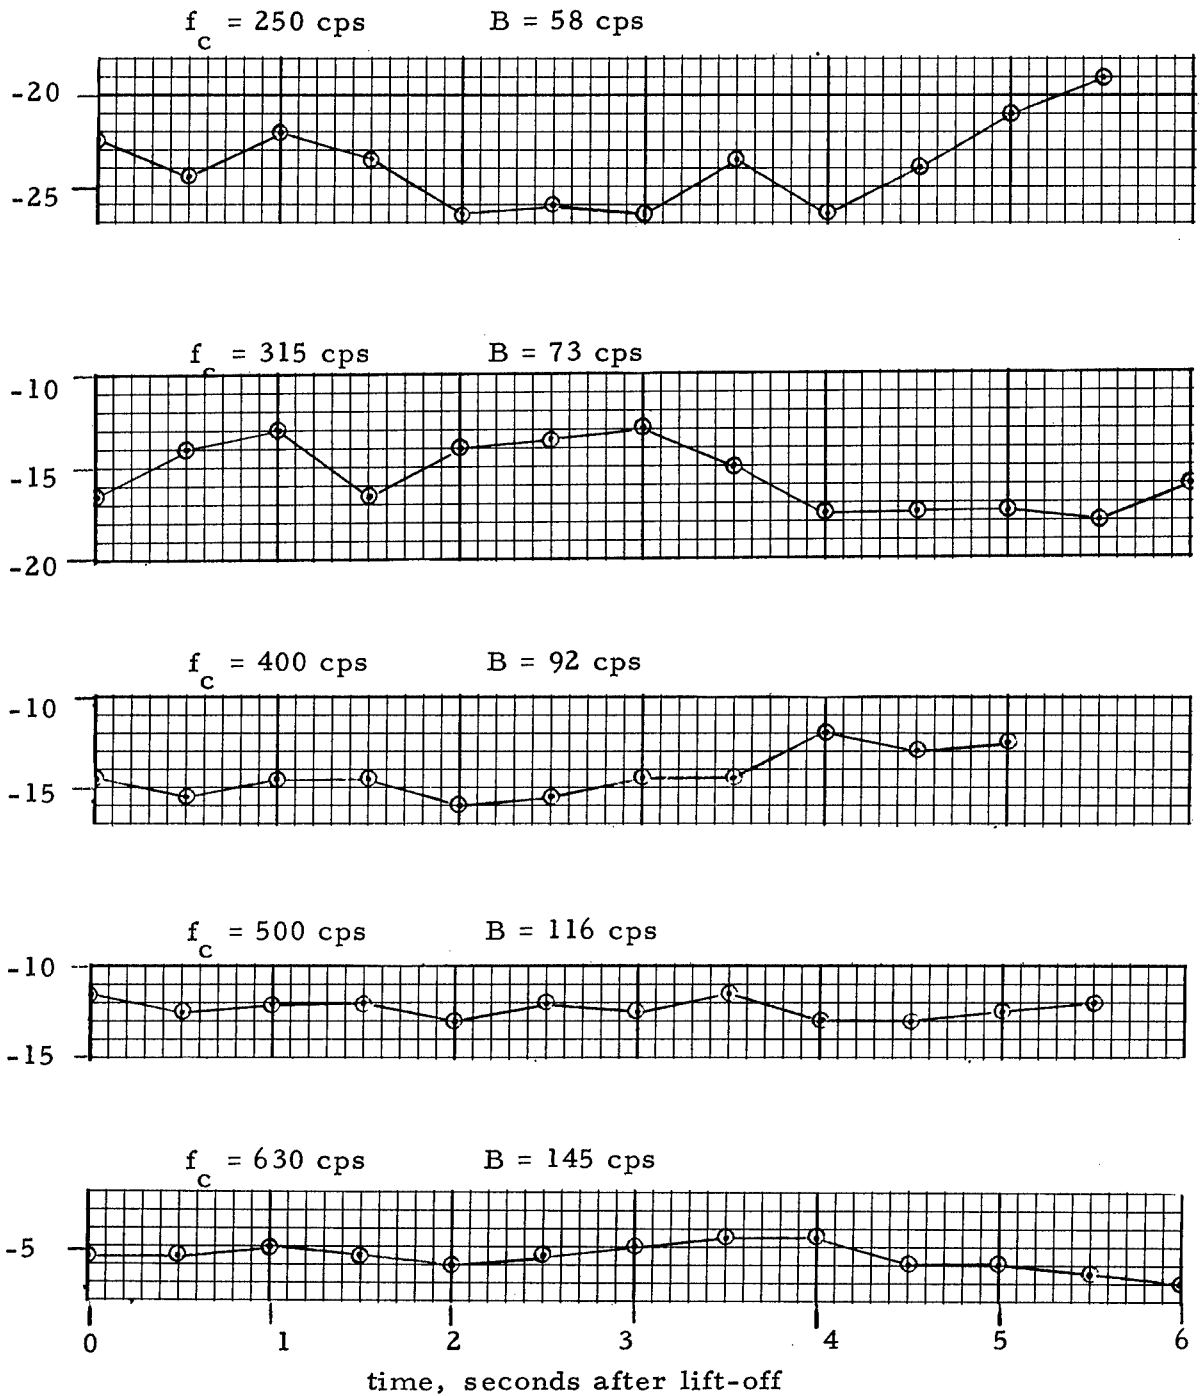 f_c = 250 cps B = 58 cps
-20
-25
f_c = 315 cps B = 73 cps
-10
-15
-20
f_c = 400 cps B = 92 cps
-10
-15
f_c = 500 cps B = 116 cps
-10
-15
f_c = 630 cps B = 145 cps
-5
0 1 2 3 4 5 6
time, seconds after lift-off